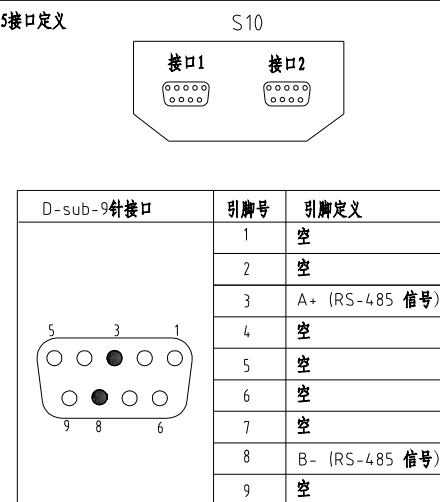 5接口定义
S10
接口1 接口2
D-sub-9针接口 引脚号 引脚定义
1 空
2 空
3 A+ (RS-485 信号)
4 空
5 空
6 空
7 空
8 B- (RS-485 信号)
9 空
5 3 1
9 8 6